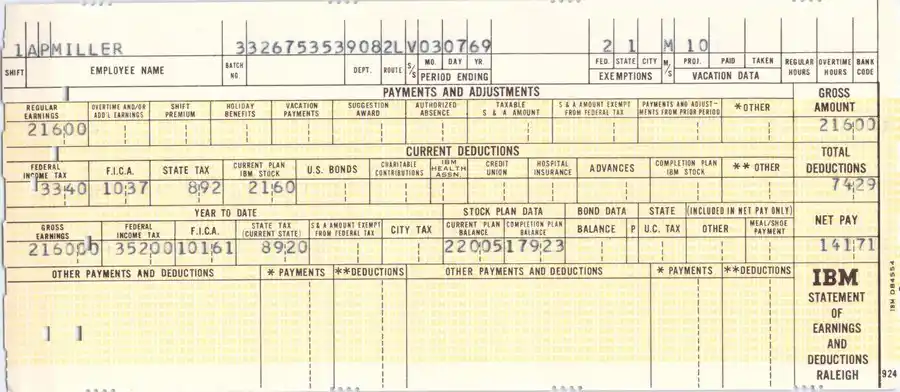 1 APMILLER 3326753539082LV030769 2 1 M 10
SHIFT EMPLOYEE NAME BATCH NO. DEPT. ROUTE S/S MO. DAY YR PERIOD ENDING FED. STATE CITY EXEMPTIONS M/S PROJ. PAID TAKEN VACATION DATA REGULAR HOURS OVERTIME HOURS BANK CODE
PAYMENTS AND ADJUSTMENTS GROSS AMOUNT
REGULAR EARNINGS OVERTIME AND/OR ADD'L EARNINGS SHIFT PREMIUM HOLIDAY BENEFITS VACATION PAYMENTS SUGGESTION AWARD AUTHORIZED ABSENCE TAXABLE S & A AMOUNT S & A AMOUNT EXEMPT FROM FEDERAL TAX PAYMENTS AND ADJUST-MENTS FROM PRIOR PERIOD *OTHER
21600 21600
CURRENT DEDUCTIONS TOTAL DEDUCTIONS
FEDERAL INCOME TAX F.I.C.A. STATE TAX CURRENT PLAN IBM STOCK U.S. BONDS CHARITABLE CONTRIBUTIONS IBM HEALTH ASSN. CREDIT UNION HOSPITAL INSURANCE ADVANCES COMPLETION PLAN IBM STOCK ** OTHER
3340 1037 892 2160 7429
YEAR TO DATE STOCK PLAN DATA BOND DATA STATE (INCLUDED IN NET PAY ONLY) NET PAY
GROSS EARNINGS FEDERAL INCOME TAX F.I.C.A. STATE TAX (CURRENT STATE) S & A AMOUNT EXEMPT FROM FEDERAL TAX CITY TAX CURRENT PLAN BALANCE COMPLETION PLAN BALANCE BALANCE P U.C. TAX OTHER MEAL/SHOE PAYMENT
216000 35200 10161 8920 22005 17923 14171
OTHER PAYMENTS AND DEDUCTIONS * PAYMENTS **DEDUCTIONS OTHER PAYMENTS AND DEDUCTIONS * PAYMENTS **DEDUCTIONS
IBM
STATEMENT
OF
EARNINGS
AND
DEDUCTIONS
RALEIGH
924
IBM D84554